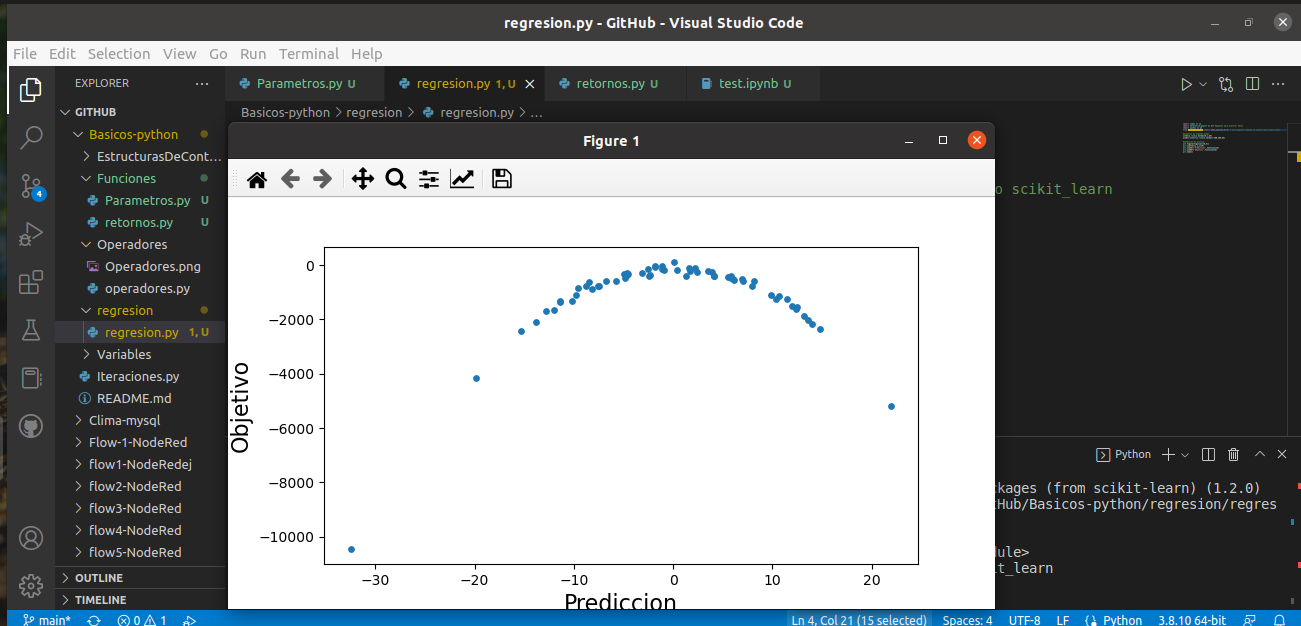 regresion.py - GitHub - Visual Studio Code
File Edit Selection View Go Run Terminal Help
EXPLORER
GITHUB
Basicos-python
EstructurasDeCont...
Funciones
Parametros.py U
retornos.py U
Operadores
Operadores.png
operadores.py
regresion
regresion.py 1, U
Variables
Iteraciones.py
README.md
Clima-mysql
Flow-1-NodeRed
flow1-NodeRedej
flow2-NodeRed
flow3-NodeRed
flow4-NodeRed
flow5-NodeRed
OUTLINE
TIMELINE
4
Parametros.py U
regresion.py 1, U
retornos.py U
test.ipynb U
Basicos-python > regresion > regresion.py > ...
o scikit_learn
Figure 1
0
−2000
−4000
−6000
−8000
−10000
Objetivo
−30 −20 −10 0 10 20
Prediccion
Python
ckages (from scikit-learn) (1.2.0)
tHub/Basicos-python/regresion/regres
dule>
it_learn
main* 0 1 Ln 4, Col 21 (15 selected) Spaces: 4 UTF-8 LF Python 3.8.10 64-bit